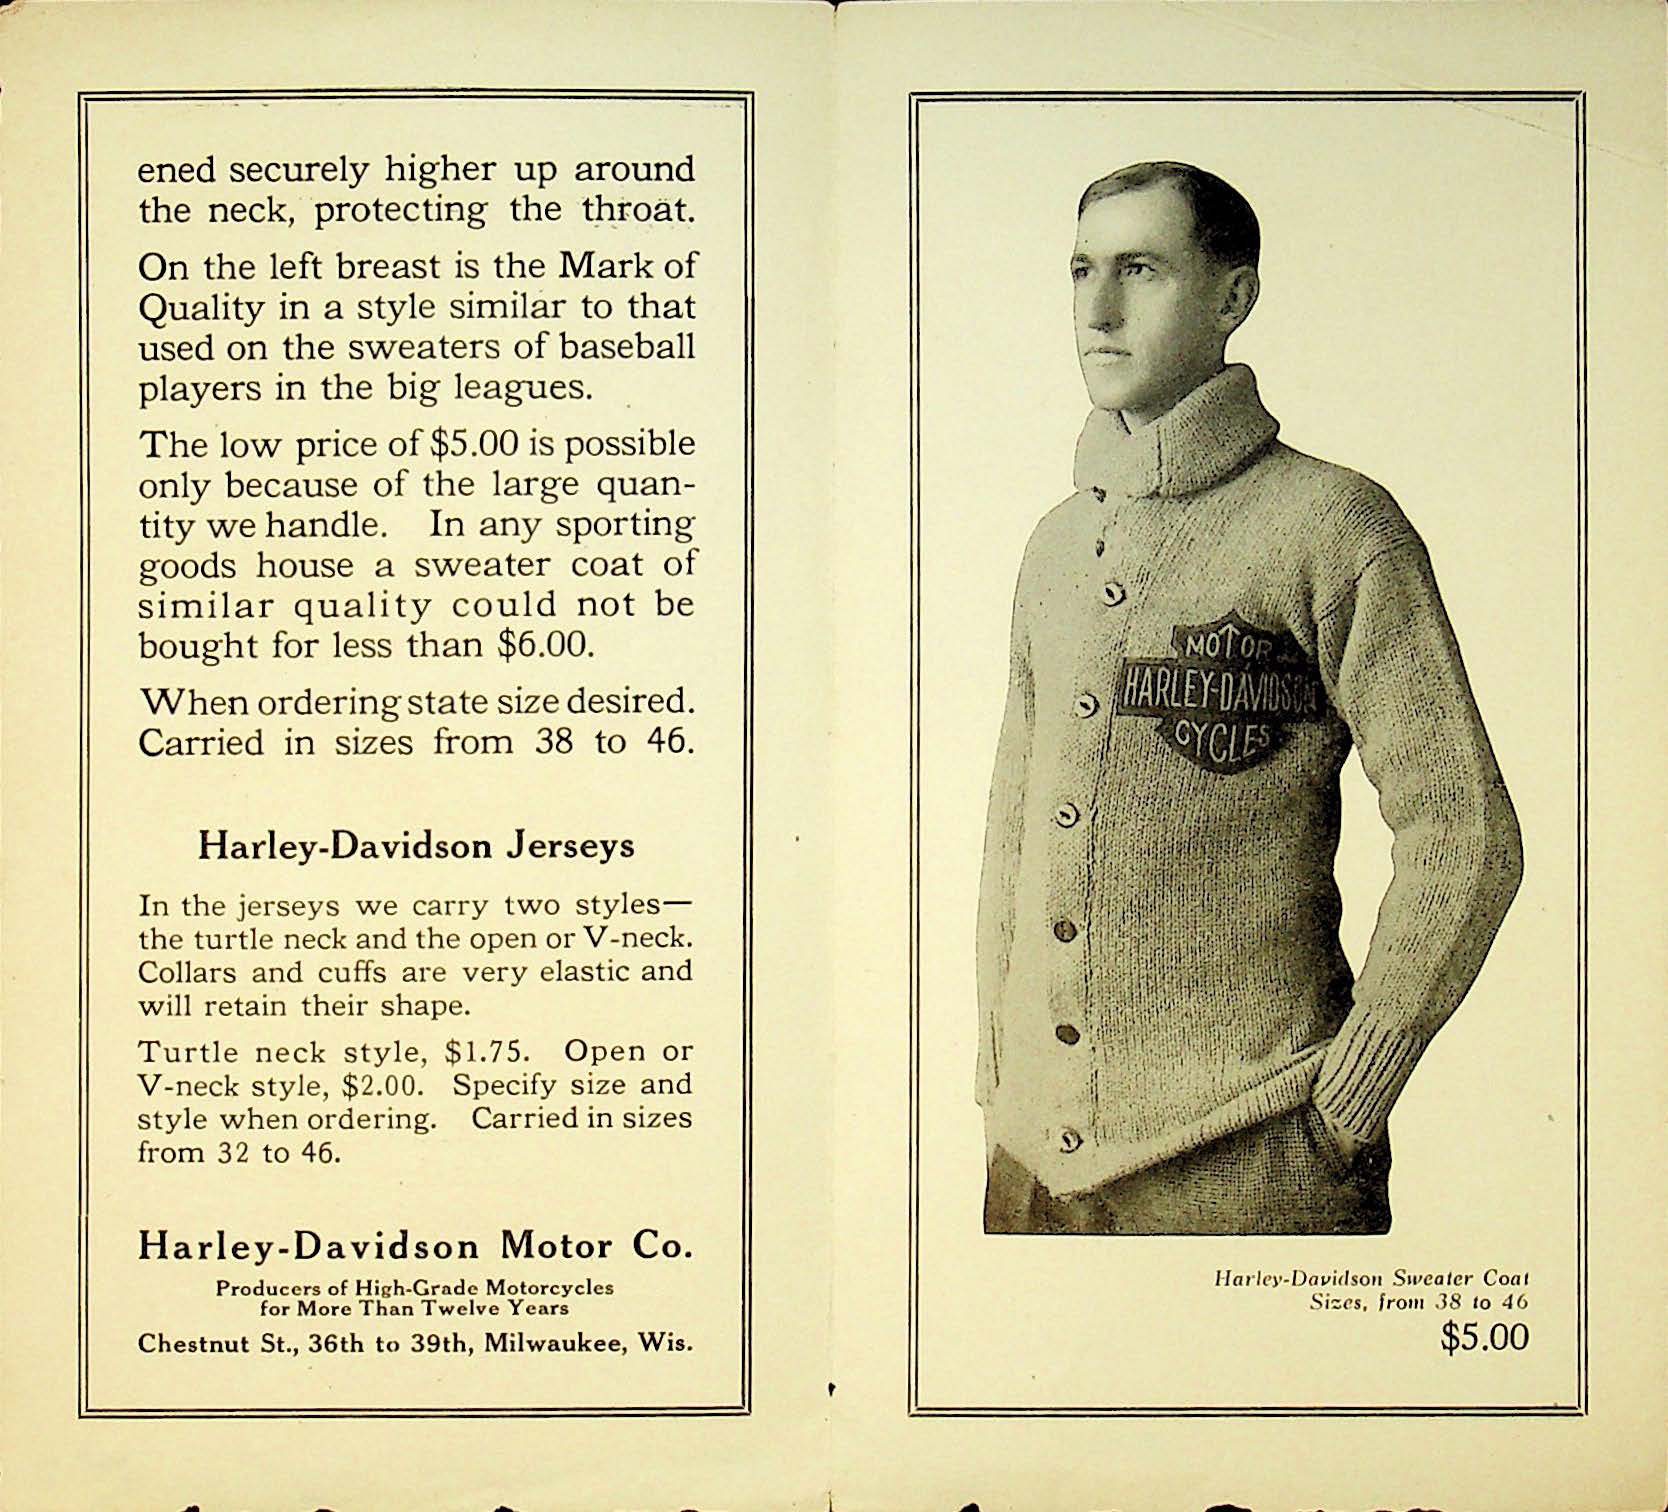 ened securely higher up around
the neck, protecting the throat.
On the left breast is the Mark of
Quality in a style similar to that
used on the sweaters of baseball
players in the big leagues.
The low price of $5.00 is possible
only because of the large quan-
tity we handle. In any sporting
goods house a sweater coat of
similar quality could not be
bought for less than $6.00.
When ordering state size desired.
Carried in sizes from 38 to 46.
Harley-Davidson Jerseys
In the jerseys we carry two styles—
the turtle neck and the open or V-neck.
Collars and cuffs are very elastic and
will retain their shape.
Turtle neck style, $1.75. Open or
V-neck style, $2.00. Specify size and
style when ordering. Carried in sizes
from 32 to 46.
Harley-Davidson Motor Co.
Producers of High-Grade Motorcycles
for More Than Twelve Years
Chestnut St., 36th to 39th, Milwaukee, Wis.
MOTOR
HARLEY-DAVIDSON
CYCLES
Harley-Davidson Sweater Coat
Sizes, from 38 to 46
$5.00